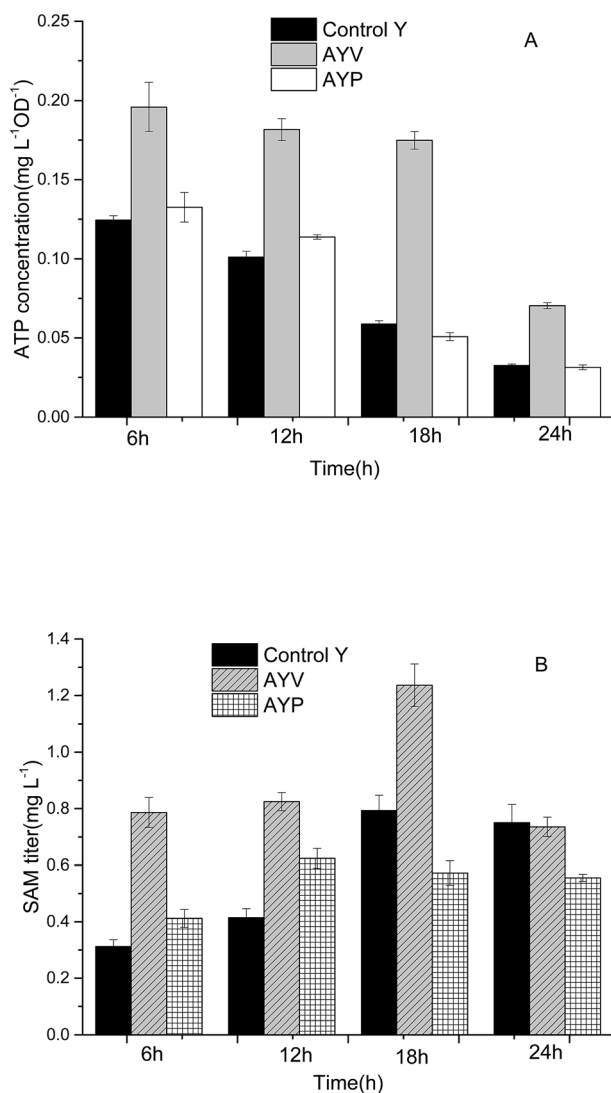 A
Control Y
AYV
AYP
ATP concentration(mg L⁻¹OD⁻¹)
0.25
0.20
0.15
0.10
0.05
0.00
6h 12h 18h 24h
Time(h)
B
Control Y
AYV
AYP
SAM titer(mg L⁻¹)
1.4
1.2
1.0
0.8
0.6
0.4
0.2
0.0
6h 12h 18h 24h
Time(h)